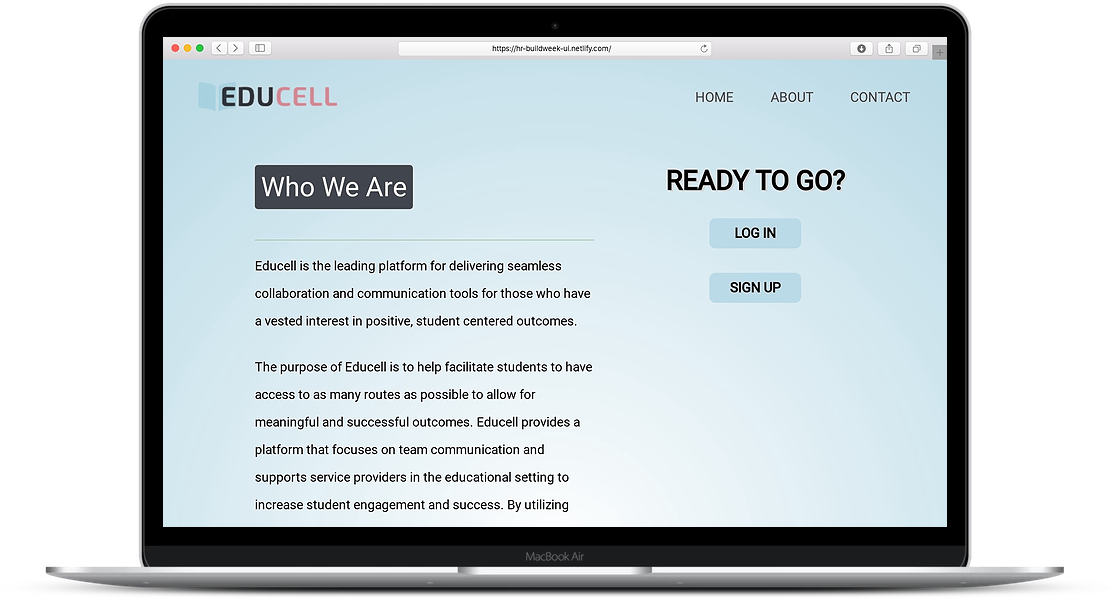 https://hr-buildweek-ui.netlify.com/
EDUCELL
HOME ABOUT CONTACT
Who We Are
Educell is the leading platform for delivering seamless
collaboration and communication tools for those who have
a vested interest in positive, student centered outcomes.
The purpose of Educell is to help facilitate students to have
access to as many routes as possible to allow for
meaningful and successful outcomes. Educell provides a
platform that focuses on team communication and
supports service providers in the educational setting to
increase student engagement and success. By utilizing
READY TO GO?
LOG IN
SIGN UP
MacBook Air